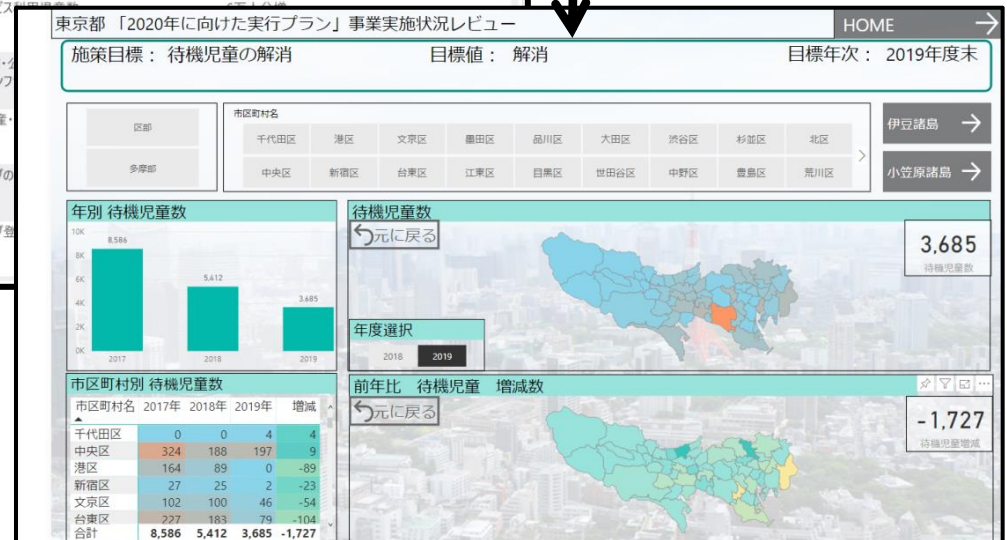 東京都 「2020年に向けた実行プラン」事業実施状況レビュー
HOME
施策目標： 待機児童の解消 目標値： 解消 目標年次： 2019年度末
区部
多摩部
市区町村名
千代田区 港区 文京区 墨田区 品川区 大田区 渋谷区 杉並区 北区
中央区 新宿区 台東区 江東区 目黒区 世田谷区 中野区 豊島区 荒川区
伊豆諸島
小笠原諸島
年別 待機児童数
10K
8K
6K
4K
2K
0K
8,586
5,412
3,685
2017 2018 2019
待機児童数
元に戻る
3,685
待機児童数
年度選択
2018 2019
市区町村別 待機児童数
市区町村名 2017年 2018年 2019年 増減
千代田区 0 0 4 4
中央区 324 188 197 9
港区 164 89 0 -89
新宿区 27 25 2 -23
文京区 102 100 46 -54
台東区 227 183 79 -104
合計 8,586 5,412 3,685 -1,727
前年比 待機児童 増減数
元に戻る
-1,727
待機児童増減